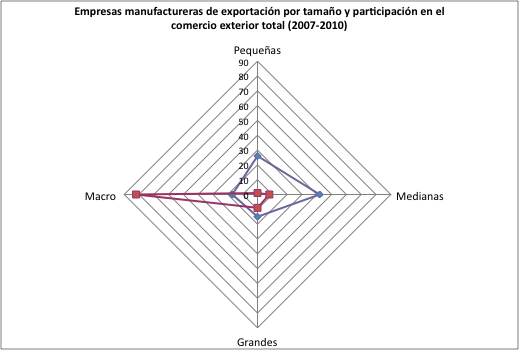 Empresas manufactureras de exportación por tamaño y participación en el
comercio exterior total (2007-2010)
Pequeñas
90
80
70
60
50
40
30
20
10
0
Macro
Medianas
Grandes